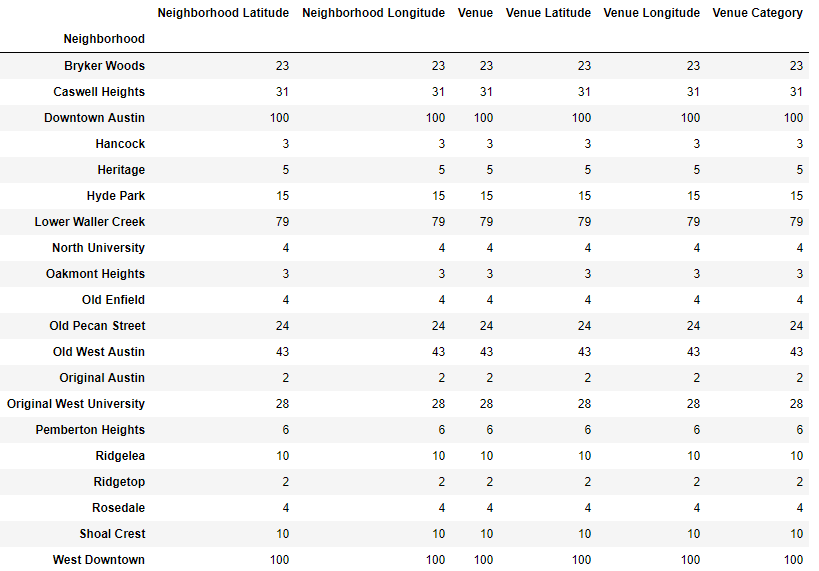 Neighborhood Latitude Neighborhood Longitude Venue Venue Latitude Venue Longitude Venue Category
Neighborhood
Bryker Woods 23 23 23 23 23 23
Caswell Heights 31 31 31 31 31 31
Downtown Austin 100 100 100 100 100 100
Hancock 3 3 3 3 3 3
Heritage 5 5 5 5 5 5
Hyde Park 15 15 15 15 15 15
Lower Waller Creek 79 79 79 79 79 79
North University 4 4 4 4 4 4
Oakmont Heights 3 3 3 3 3 3
Old Enfield 4 4 4 4 4 4
Old Pecan Street 24 24 24 24 24 24
Old West Austin 43 43 43 43 43 43
Original Austin 2 2 2 2 2 2
Original West University 28 28 28 28 28 28
Pemberton Heights 6 6 6 6 6 6
Ridgelea 10 10 10 10 10 10
Ridgetop 2 2 2 2 2 2
Rosedale 4 4 4 4 4 4
Shoal Crest 10 10 10 10 10 10
West Downtown 100 100 100 100 100 100